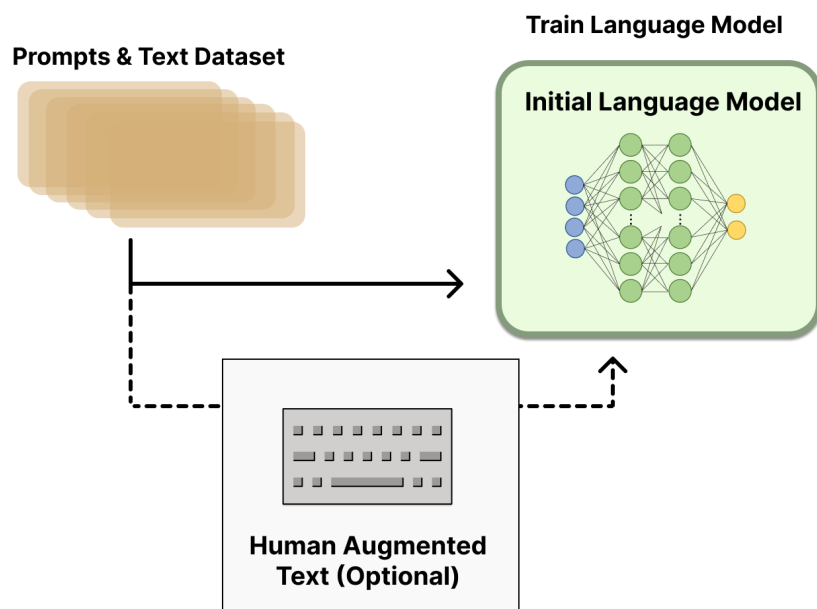 Train Language Model
Prompts & Text Dataset
Initial Language Model
Human Augmented
Text (Optional)